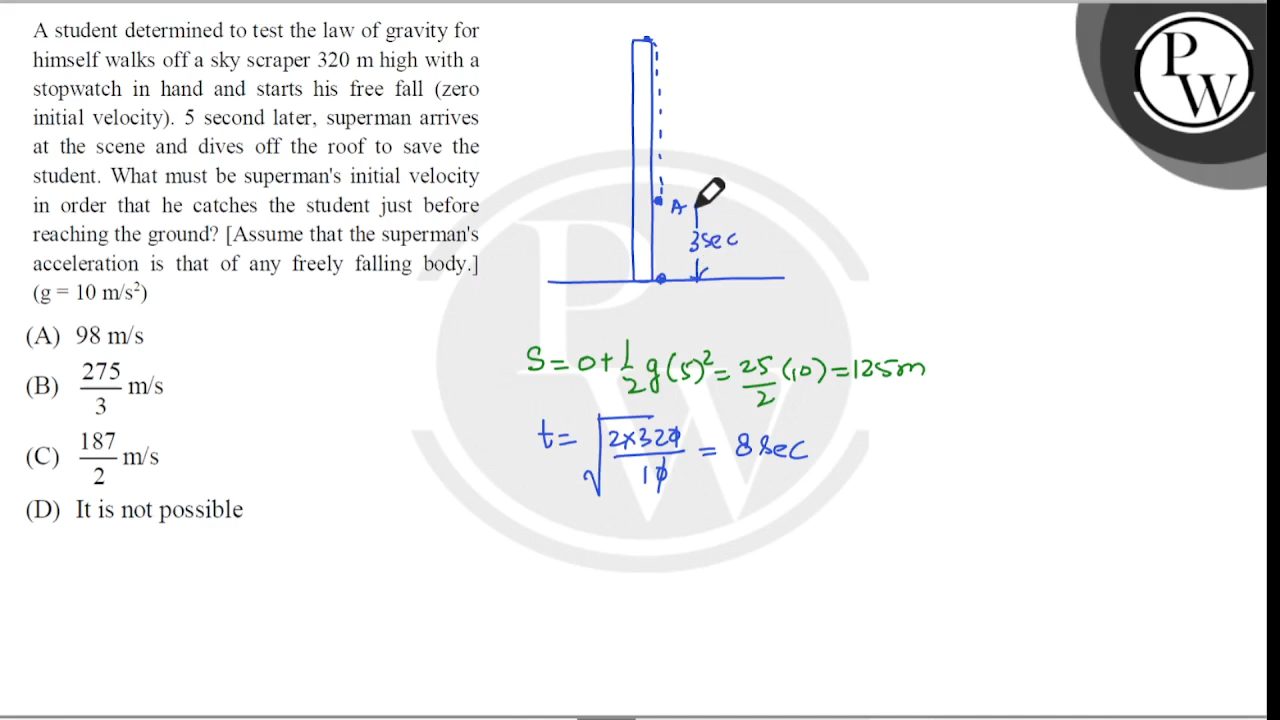 A student determined to test the law of gravity for
himself walks off a sky scraper 320 m high with a
stopwatch in hand and starts his free fall (zero
initial velocity). 5 second later, superman arrives
at the scene and dives off the roof to save the
student. What must be superman's initial velocity
in order that he catches the student just before
reaching the ground? [Assume that the superman's
acceleration is that of any freely falling body.]
(g = 10 m/s²)
(A) 98 m/s
(B) 275/3 m/s
(C) 187/2 m/s
(D) It is not possible
A
3sec
S = 0 + 1/2 g(5)² = 25/2 (10) = 125m
t = √(2×320/10) = 8 sec
PW
PW